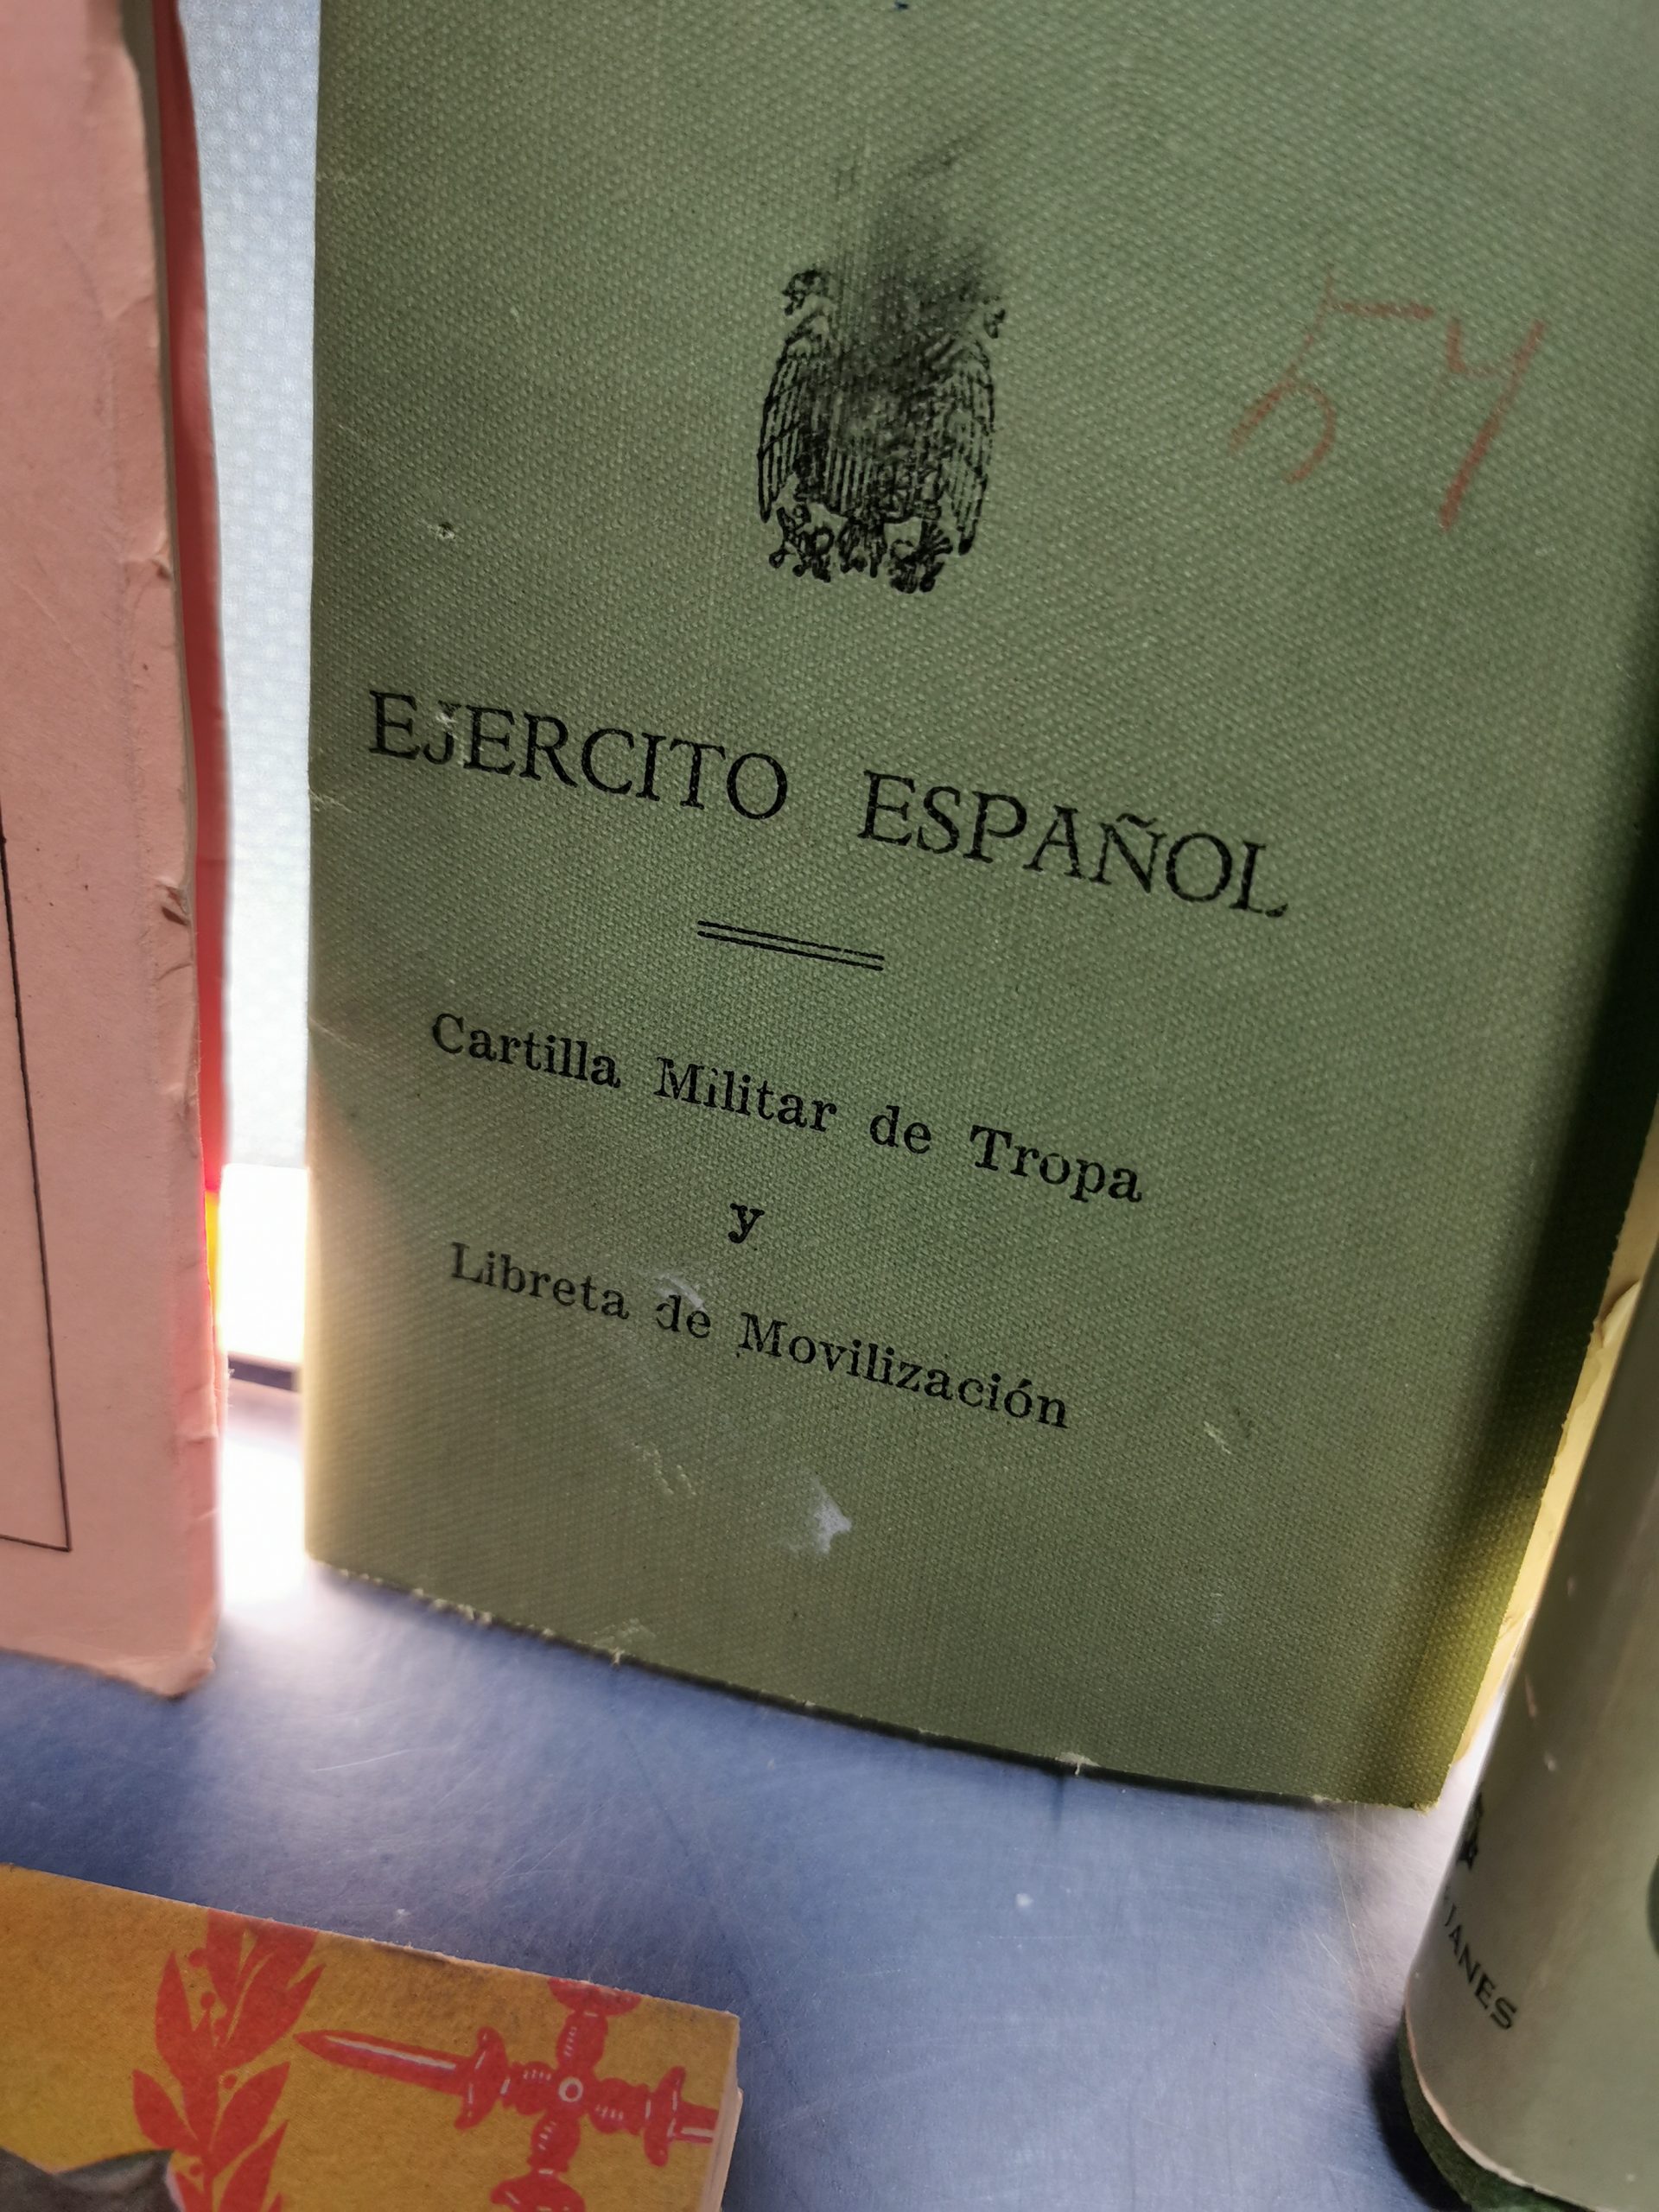 54
EJERCITO ESPAÑOL
Cartilla Militar de Tropa
y
Libreta de Movilización
JANES